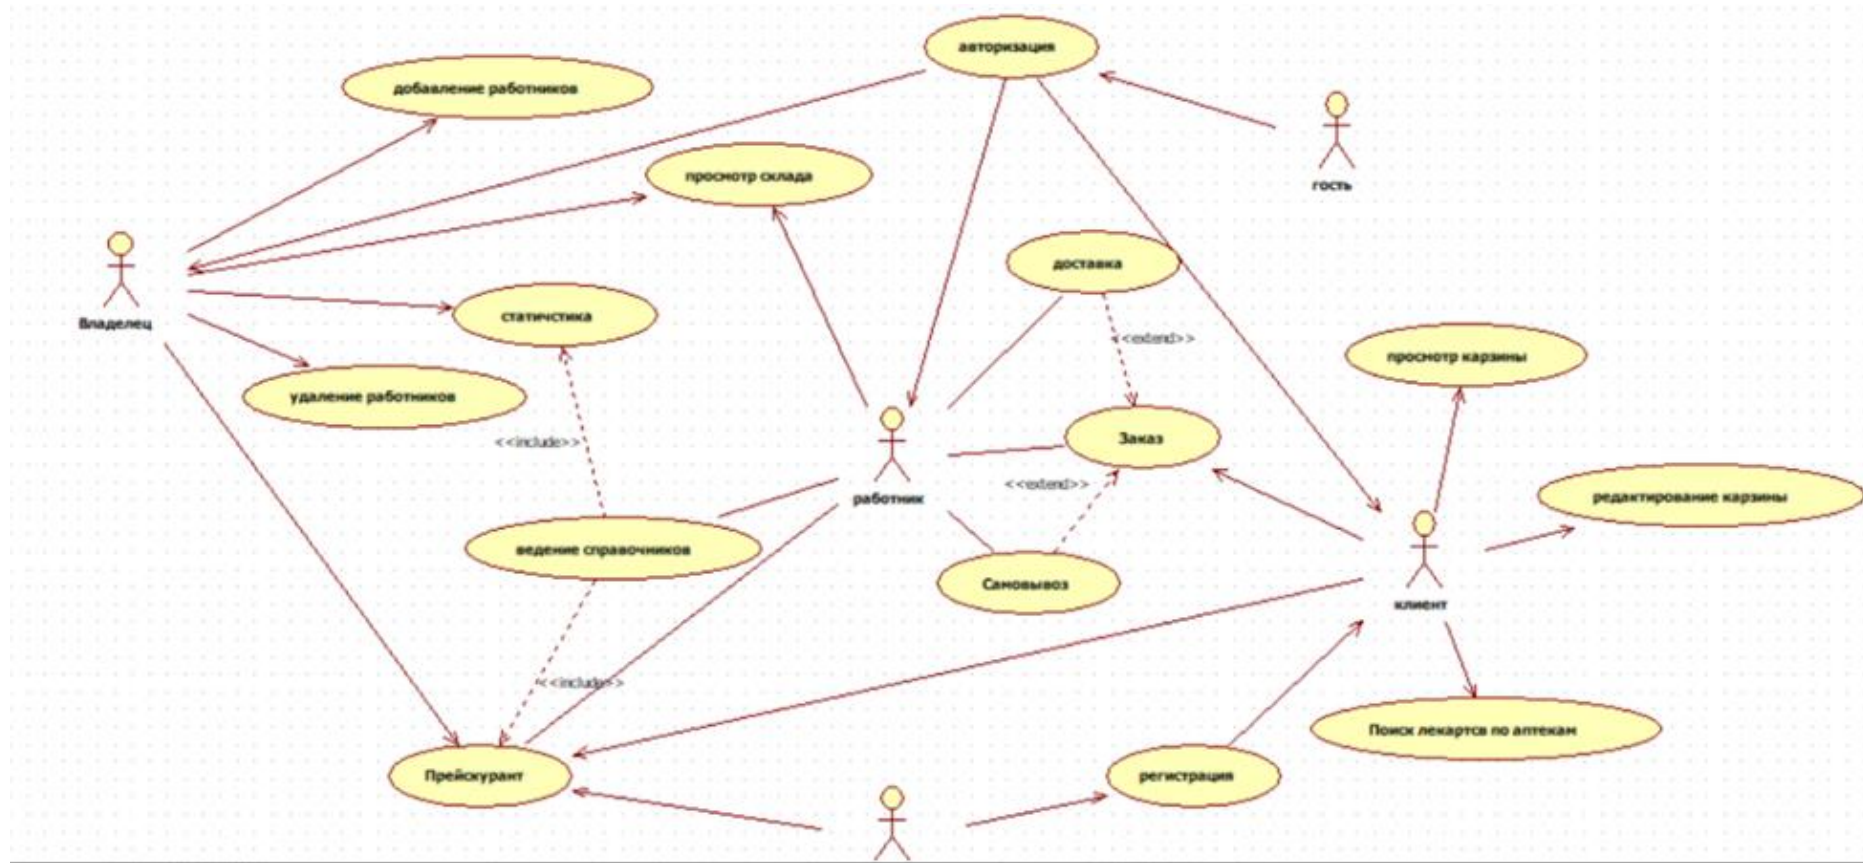 авторизация
добавление работников
просмотр склада
гость
доставка
Владелец
статичстика
<<extend>>
просмотр карзины
удаление работников
<<include>>
Заказ
<<extend>>
работник
редактирование карзины
ведение справочников
Самовывоз
клиент
<<include>>
Поиск лекартсв по аптекам
Прейскурант
регистрация